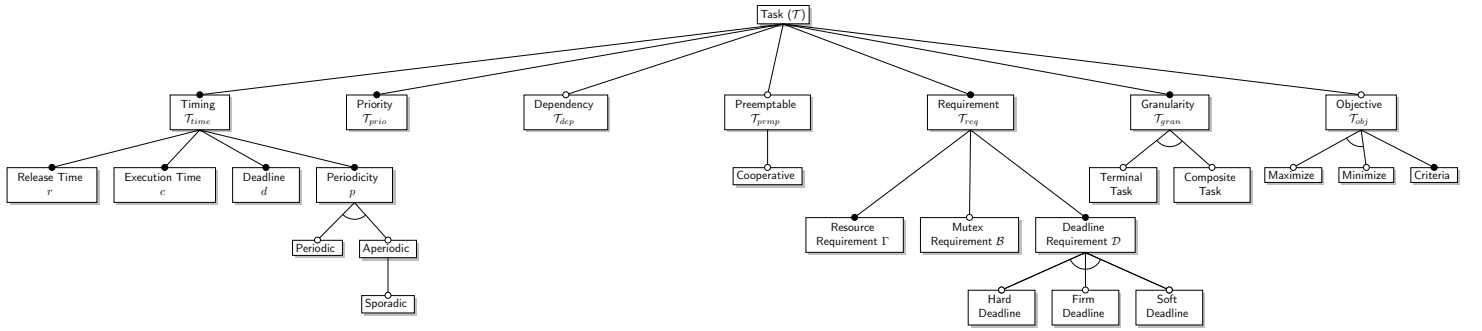 Task (𝒯)
Timing
𝒯time
Priority
𝒯prio
Dependency
𝒯dep
Preemptable
𝒯prmp
Requirement
𝒯req
Granularity
𝒯gran
Objective
𝒯obj
Release Time
r
Execution Time
c
Deadline
d
Periodicity
p
Cooperative
Terminal
Task
Composite
Task
Maximize
Minimize
Criteria
Periodic
Aperiodic
Resource
Requirement Γ
Mutex
Requirement ℬ
Deadline
Requirement 𝒟
Sporadic
Hard
Deadline
Firm
Deadline
Soft
Deadline